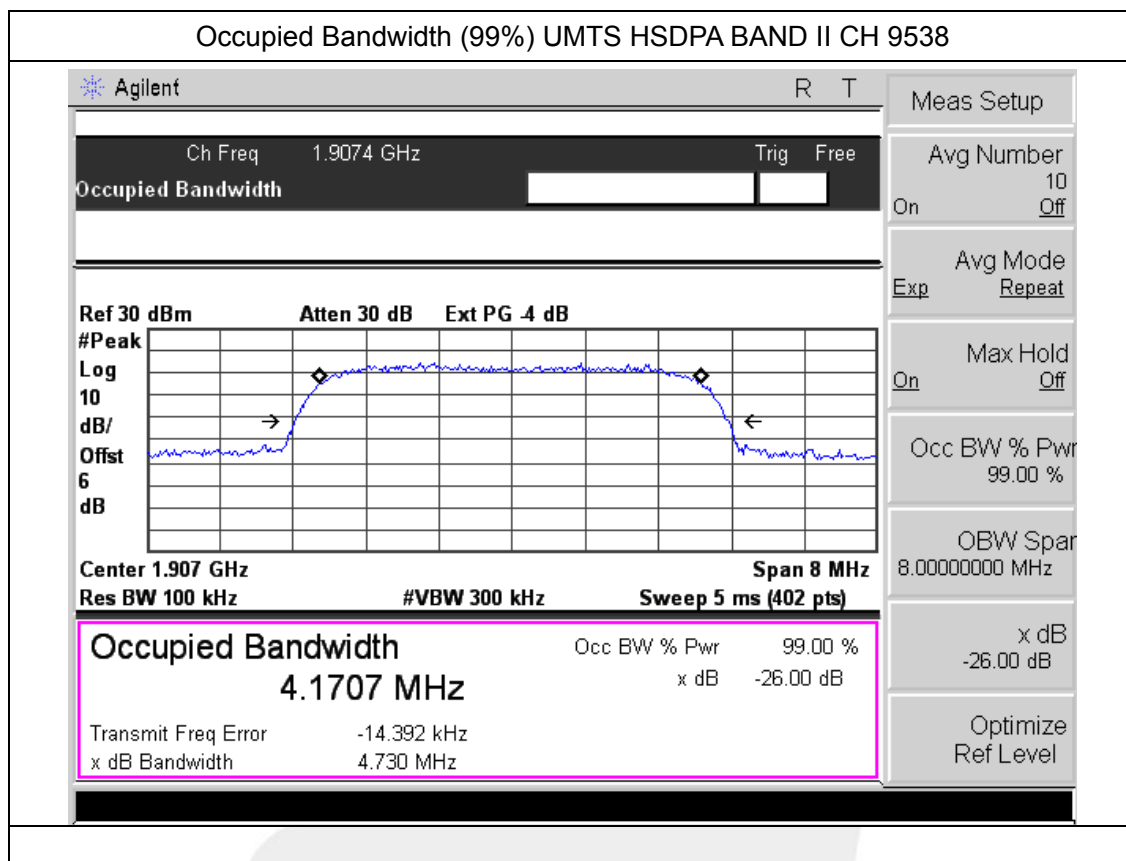 Occupied Bandwidth (99%) UMTS HSDPA BAND II CH 9538
Agilent R T
Ch Freq 1.9074 GHz Trig Free
Occupied Bandwidth
Ref 30 dBm Atten 30 dB Ext PG -4 dB
#Peak
Log
10
dB/
Offst
6
dB
Center 1.907 GHz Span 8 MHz
Res BW 100 kHz #VBW 300 kHz Sweep 5 ms (402 pts)
Occupied Bandwidth
4.1707 MHz
Occ BW % Pwr 99.00 %
x dB -26.00 dB
Transmit Freq Error -14.392 kHz
x dB Bandwidth 4.730 MHz
Meas Setup
Avg Number
10
On Off
Avg Mode
Exp Repeat
Max Hold
On Off
Occ BW % Pwr
99.00 %
OBW Span
8.00000000 MHz
x dB
-26.00 dB
Optimize
Ref Level